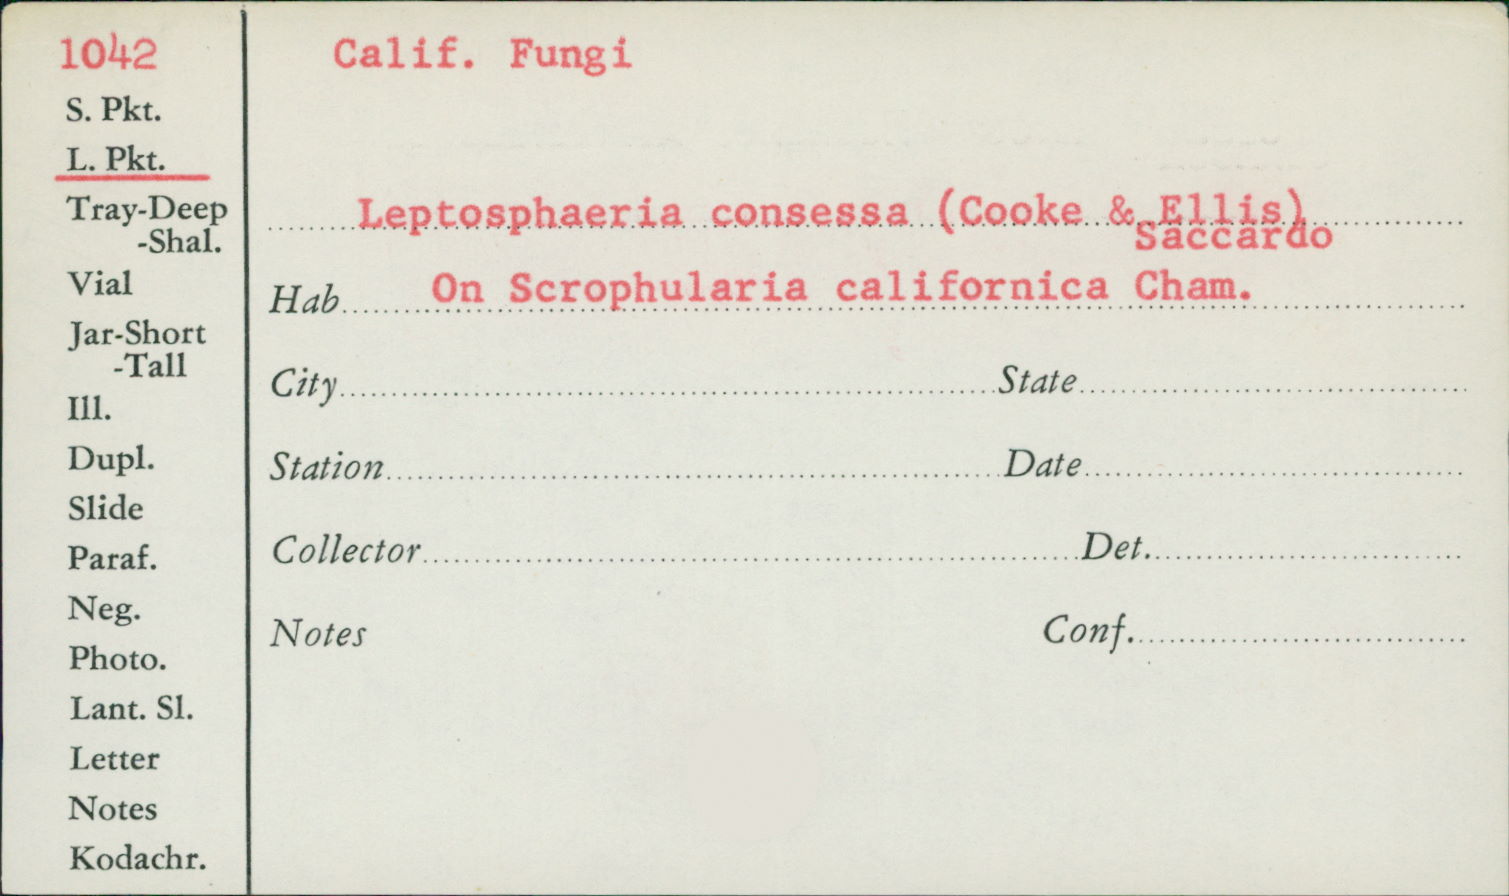 1042
Calif. Fungi
S. Pkt.
L. Pkt.
Tray-Deep
-Shal.
Vial
Jar-Short
-Tall
Ill.
Dupl.
Slide
Paraf.
Neg.
Photo.
Lant. Sl.
Letter
Notes
Kodachr.
Leptosphaeria consessa (Cooke & Ellis)
Saccardo
Hab. On Scrophularia californica Cham.
City State
Station Date
Collector Det.
Notes Conf.